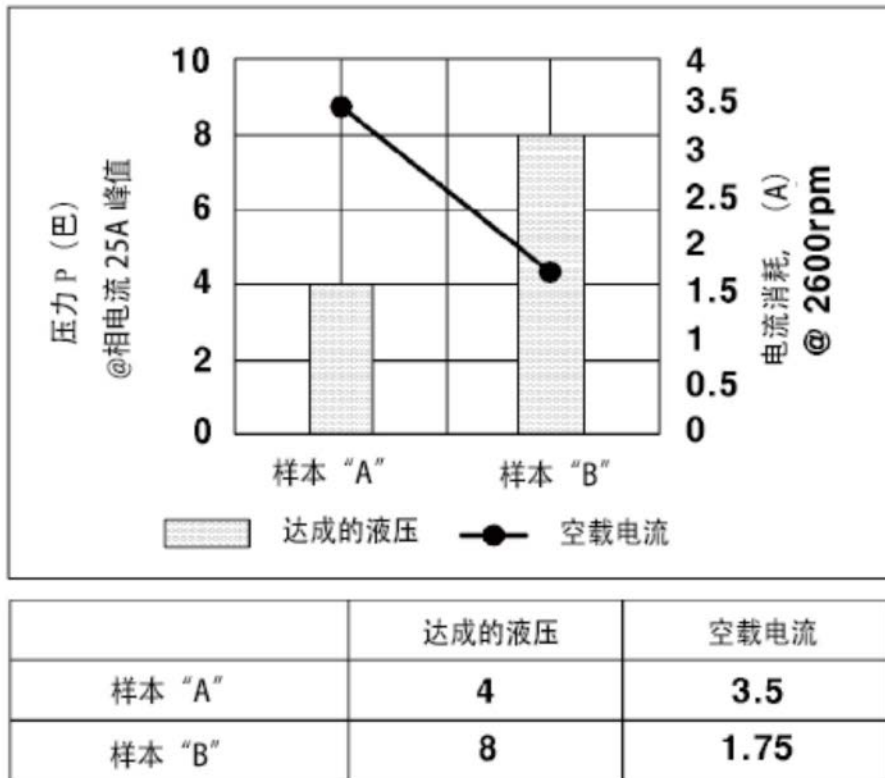 10
8
6
4
2
0
压力 P（巴）
@相电流 25A 峰值
4
3.5
3
2.5
2
1.5
1
0.5
0
电流消耗,（A）
@ 2600rpm
样本“A” 样本“B”
达成的液压 空载电流
达成的液压 空载电流
样本“A” 4 3.5
样本“B” 8 1.75